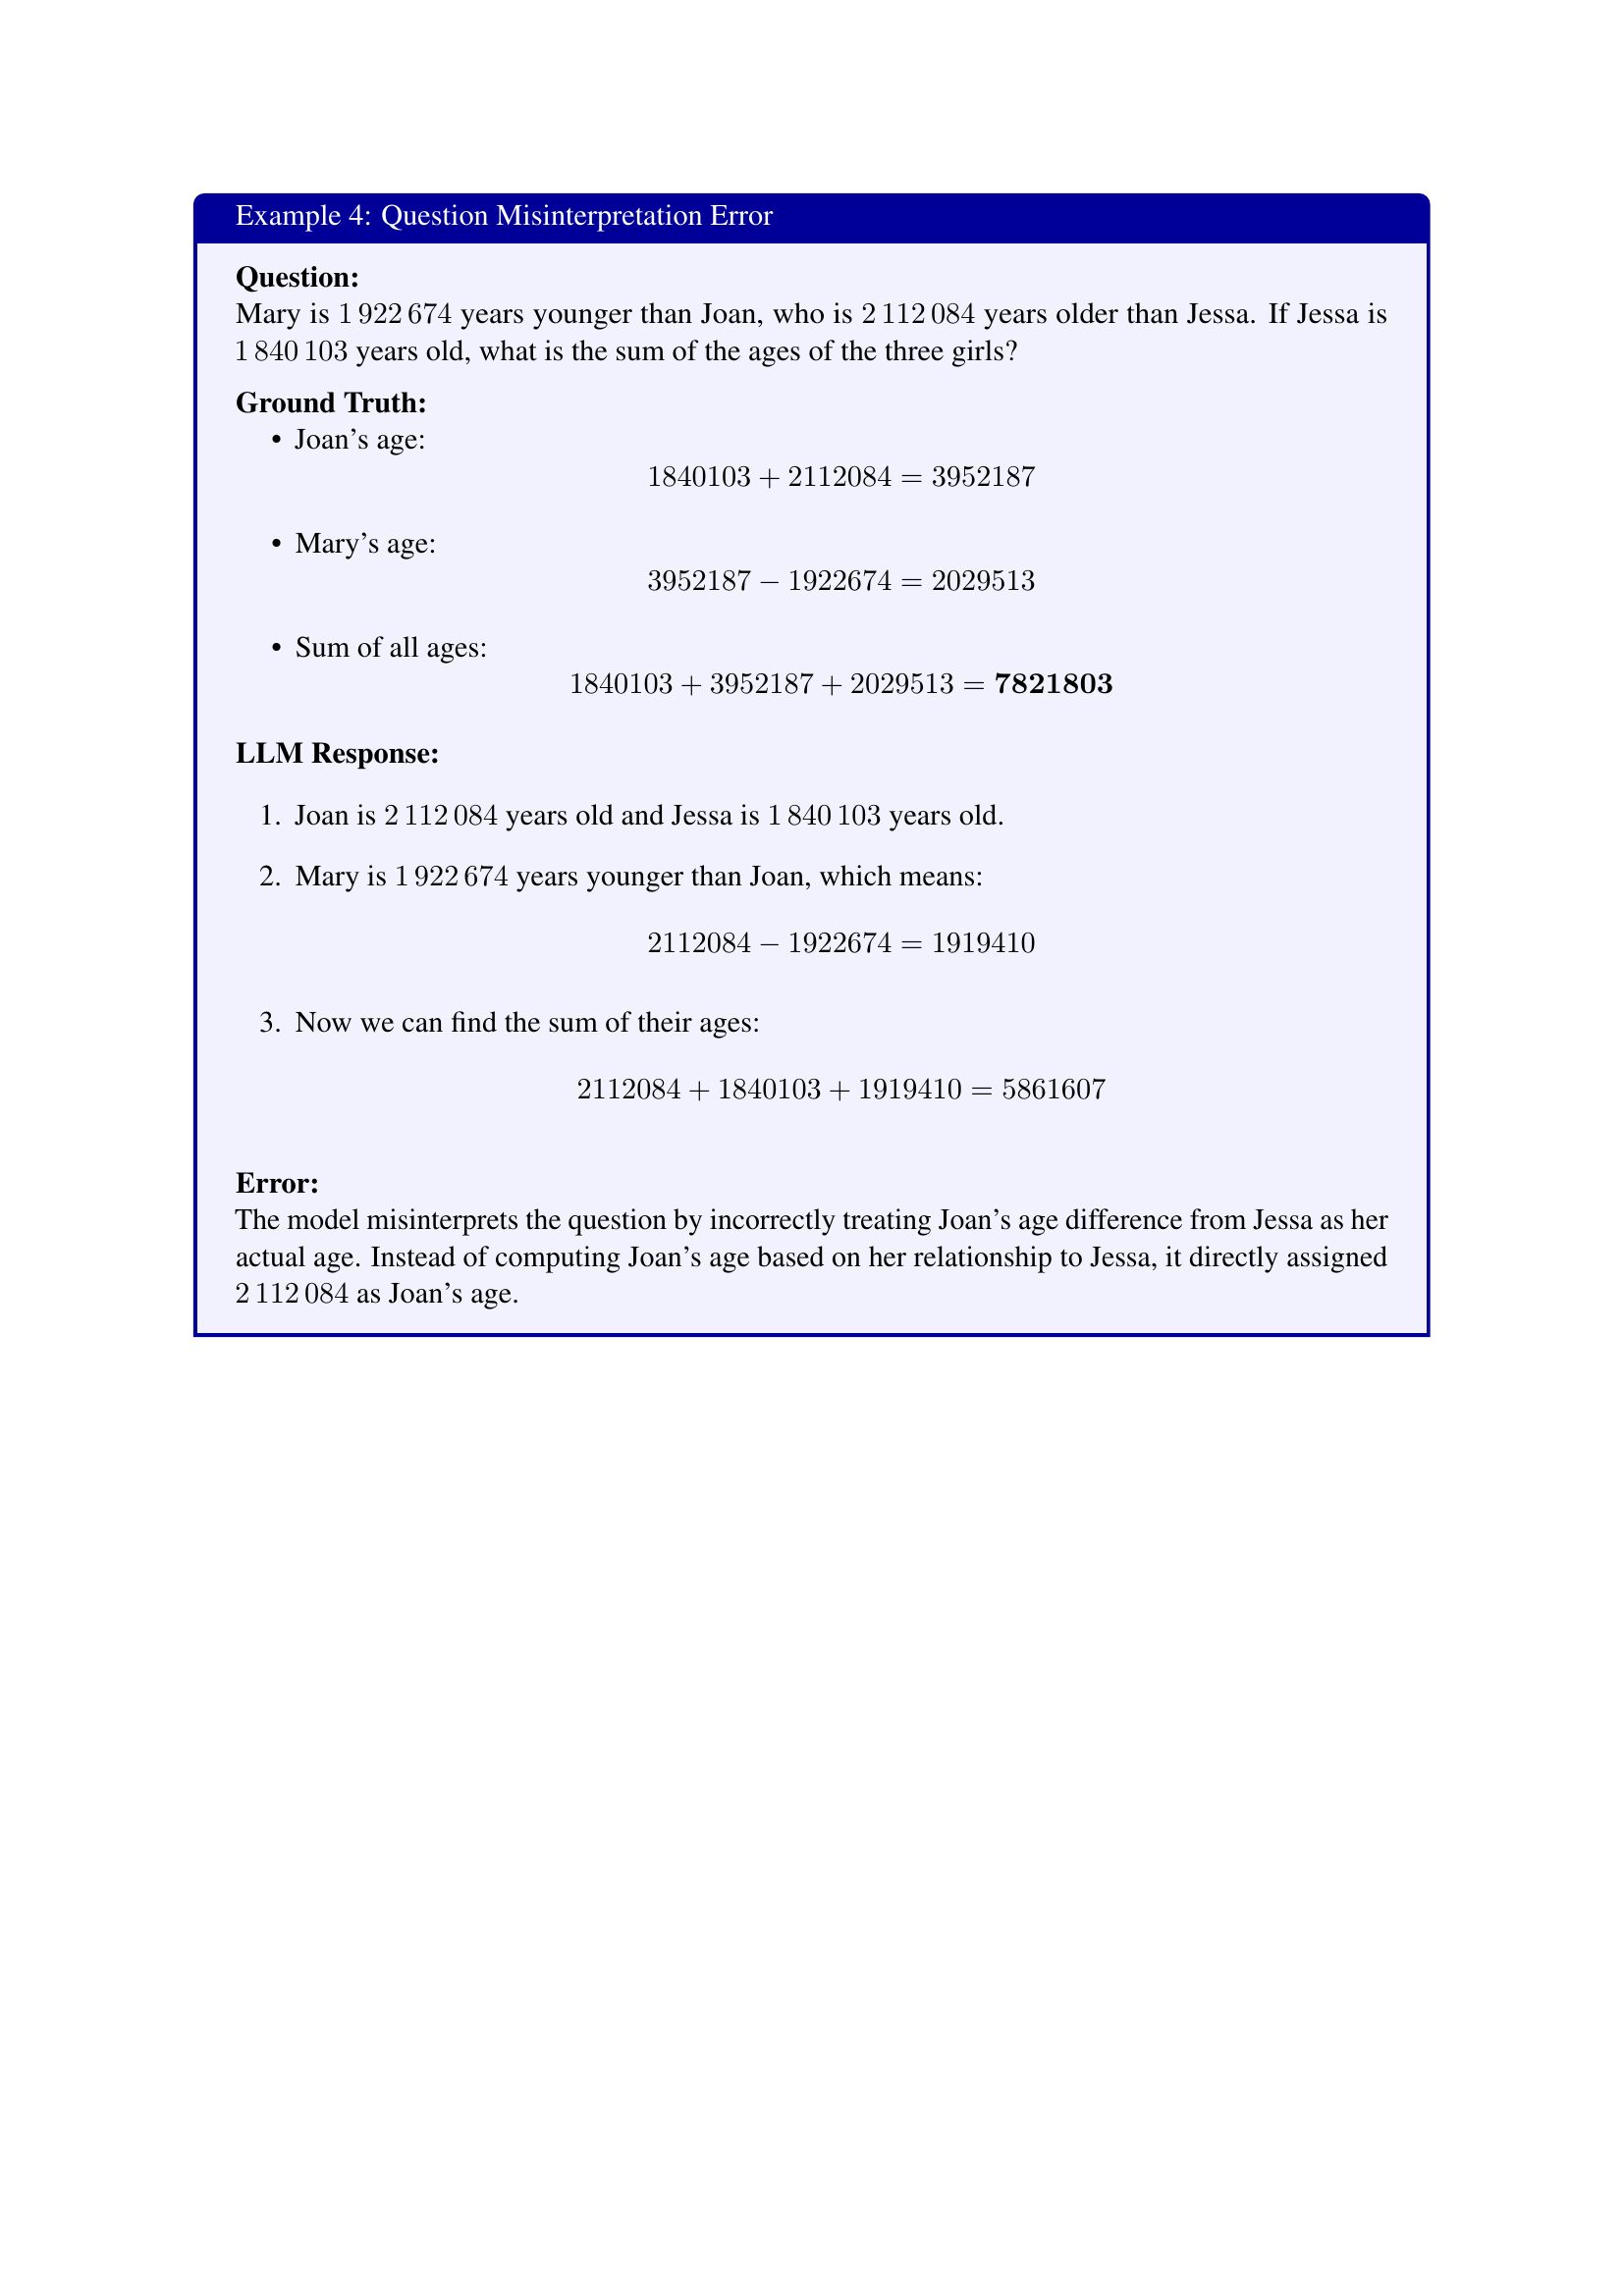 Example 4: Question Misinterpretation Error
Question:
Mary is 1 922 674 years younger than Joan, who is 2 112 084 years older than Jessa. If Jessa is
1 840 103 years old, what is the sum of the ages of the three girls?
Ground Truth:
• Joan’s age:
1840103 + 2112084 = 3952187
• Mary’s age:
3952187 − 1922674 = 2029513
• Sum of all ages:
1840103 + 3952187 + 2029513 = 7821803
LLM Response:
1. Joan is 2 112 084 years old and Jessa is 1 840 103 years old.
2. Mary is 1 922 674 years younger than Joan, which means:
2112084 − 1922674 = 1919410
3. Now we can find the sum of their ages:
2112084 + 1840103 + 1919410 = 5861607
Error:
The model misinterprets the question by incorrectly treating Joan’s age difference from Jessa as her
actual age. Instead of computing Joan’s age based on her relationship to Jessa, it directly assigned
2 112 084 as Joan’s age.